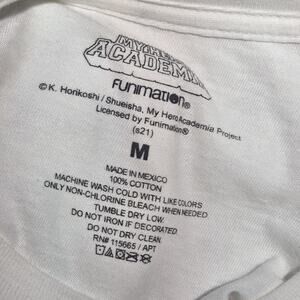 MY HERO
ACADEMIA
FUNIMATION®
© K. Horikoshi / Shueisha, My HeroAcademia Project
Licensed by Funimation®
(s21)
M
MADE IN MEXICO
100% COTTON
MACHINE WASH COLD WITH LIKE COLORS
ONLY NON-CHLORINE BLEACH WHEN NEEDED
TUMBLE DRY LOW.
DO NOT IRON IF DECORATED.
DO NOT DRY CLEAN.
RN# 115665 / APT